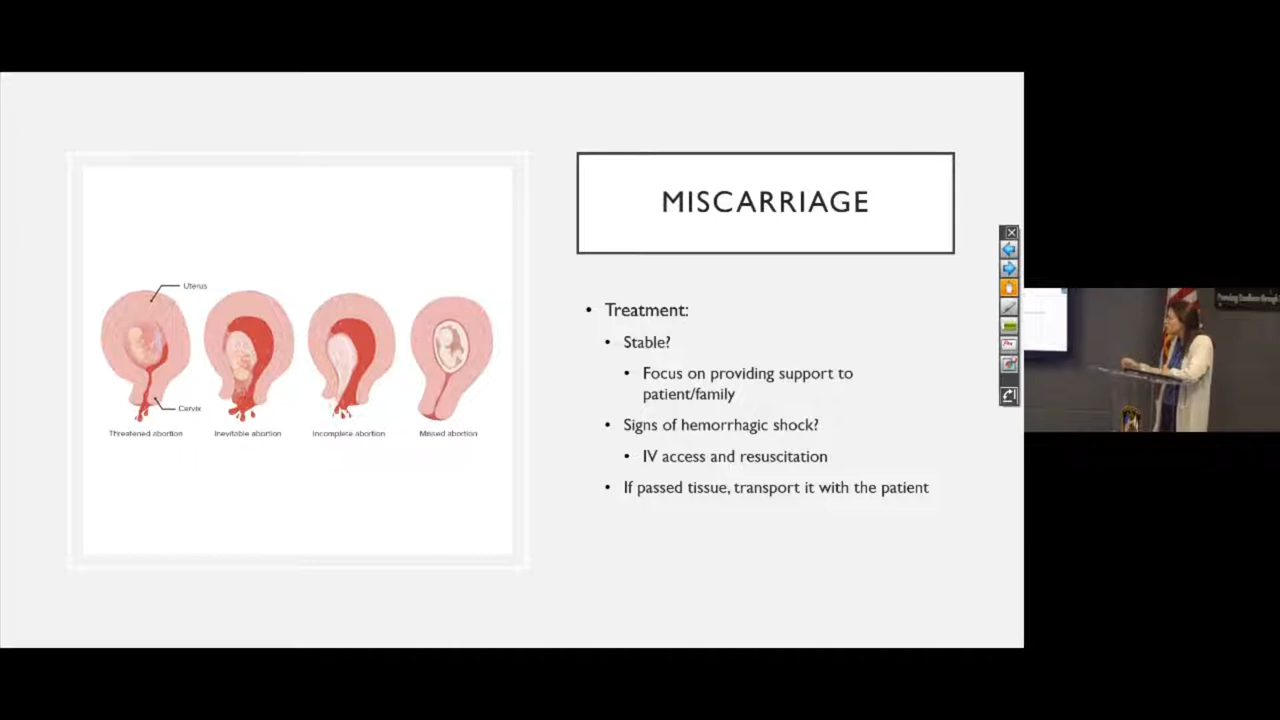 MISCARRIAGE
Uterus
Cervix
Threatened abortion
Inevitable abortion
Incomplete abortion
Missed abortion
• Treatment:
• Stable?
• Focus on providing support to
patient/family
• Signs of hemorrhagic shock?
• IV access and resuscitation
• If passed tissue, transport it with the patient